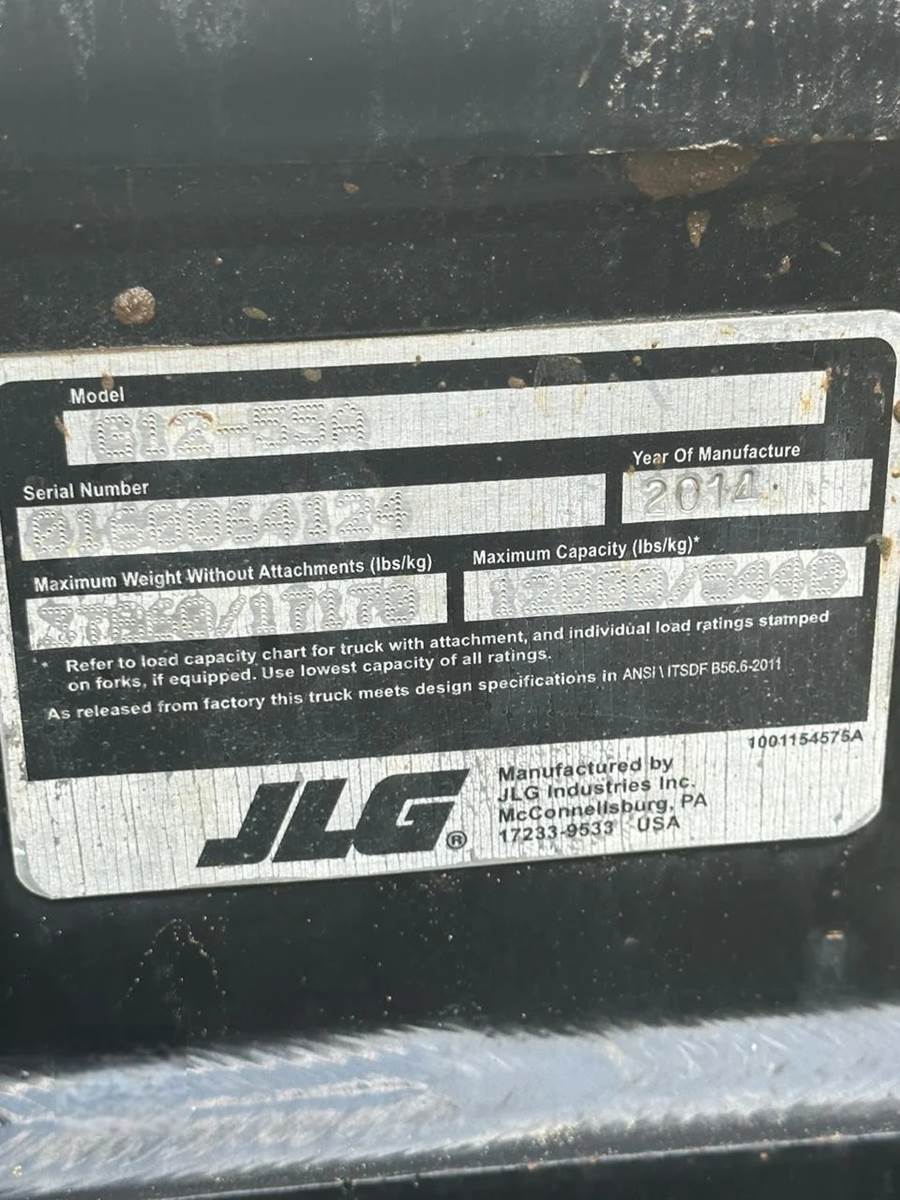 Model
G12-55A
Serial Number
Year Of Manufacture
0160064124
2014
Maximum Weight Without Attachments (lbs/kg)
Maximum Capacity (lbs/kg)*
12000/5440
* Refer to load capacity chart for truck with attachment, and individual load ratings stamped
on forks, if equipped. Use lowest capacity of all ratings.
As released from factory this truck meets design specifications in ANSI \ ITSDF B56.6-2011
1001154575A
JLG®
Manufactured by
JLG Industries Inc.
McConnellsburg, PA
17233-9533 USA